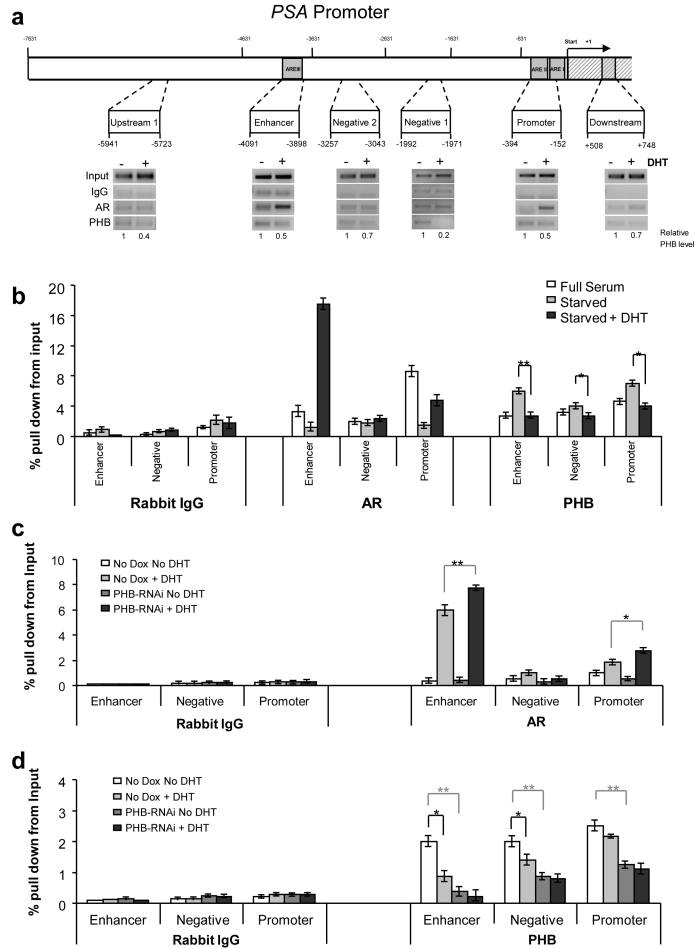 a
PSA Promoter
-7631 -4631 -3631 -2631 -1631 -631
Start +1
AREIII ARE II ARE I
Upstream 1 Enhancer Negative 2 Negative 1 Promoter Downstream
-5941 -5723 -4091 -3898 -3257 -3043 -1992 -1971 -394 -152 +508 +748
- + - + - + - + - + - + DHT
Input
IgG
AR
PHB
1 0.4 1 0.5 1 0.7 1 0.2 1 0.5 1 0.7 Relative PHB level
b
Full Serum
Starved
Starved + DHT
% pull down from input
20
16
12
8
4
0
** * *
Enhancer Negative Promoter Enhancer Negative Promoter Enhancer Negative Promoter
Rabbit IgG AR PHB
c
No Dox No DHT
No Dox + DHT
PHB-RNAi No DHT
PHB-RNAi + DHT
% pull down from Input
10
8
6
4
2
0
** *
Enhancer Negative Promoter Enhancer Negative Promoter
Rabbit IgG AR
d
No Dox No DHT
No Dox + DHT
PHB-RNAi No DHT
PHB-RNAi + DHT
% pull down from Input
4
3
2
1
0
** ** **
* *
Enhancer Negative Promoter Enhancer Negative Promoter
Rabbit IgG PHB